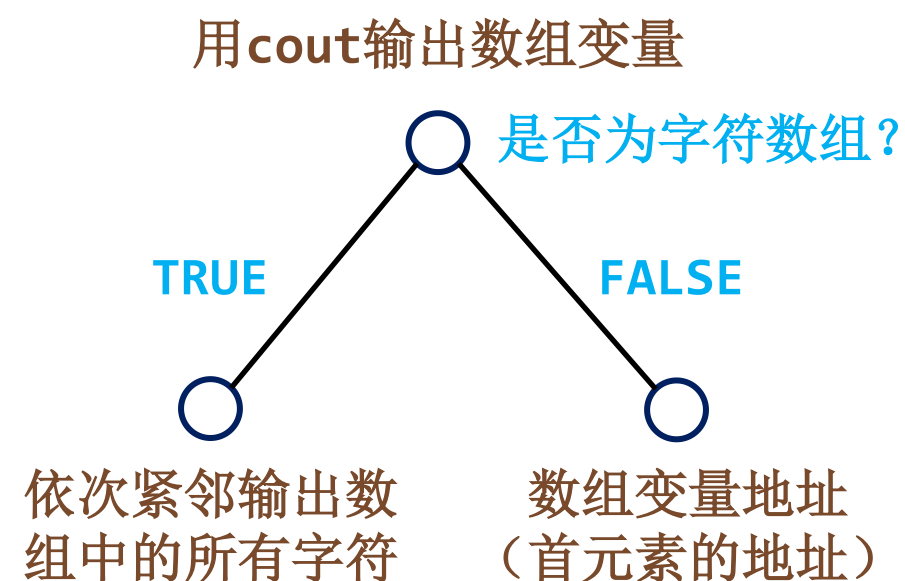 用cout输出数组变量
是否为字符数组？
TRUE
FALSE
依次紧邻输出数
组中的所有字符
数组变量地址
（首元素的地址）